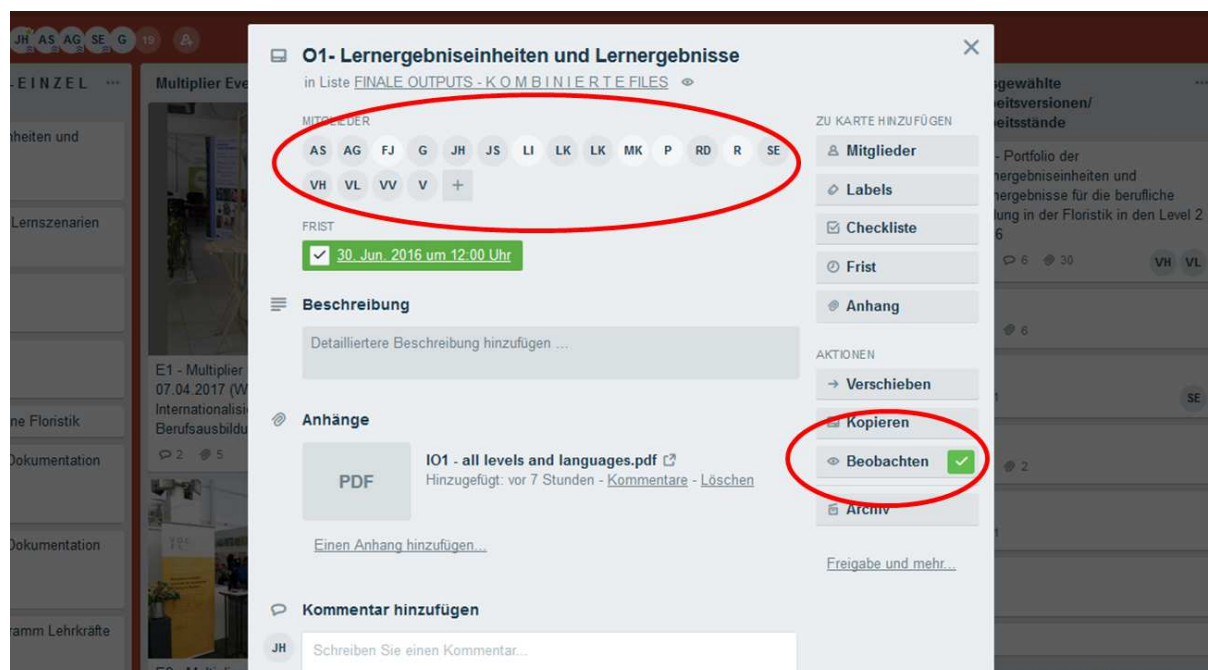 JH AS AG SE G 19
EINZEL ...
nheiten und
Lernszenarien
ne Floristik
Dokumentation
Dokumentation
ramm Lehrkräfte
Multiplier Eve
E1 - Multiplier
07.04.2017 (W
Internationalisi
Berufsausbildu
2 5
O1- Lernergebniseinheiten und Lernergebnisse
in Liste FINALE OUTPUTS - K O M B I N I E R T E FILES
MITGLIEDER
AS AG FJ G JH JS LI LK LK MK P RD R SE
VH VL VV V +
FRIST
30. Jun. 2016 um 12:00 Uhr
Beschreibung
Detailliertere Beschreibung hinzufügen ...
Anhänge
PDF
IO1 - all levels and languages.pdf
Hinzugefügt: vor 7 Stunden - Kommentare - Löschen
Einen Anhang hinzufügen...
Kommentar hinzufügen
JH
Schreiben Sie einen Kommentar...
ZU KARTE HINZUFÜGEN
Mitglieder
Labels
Checkliste
Frist
Anhang
AKTIONEN
Verschieben
Kopieren
Beobachten
Archiv
Freigabe und mehr...
sgewählte ...
eitsversionen/
eitsstände
- Portfolio der
nergebniseinheiten und
nergebnisse für die berufliche
lung in der Floristik in den Level 2
6
6 30 VH VL
6
SE
2